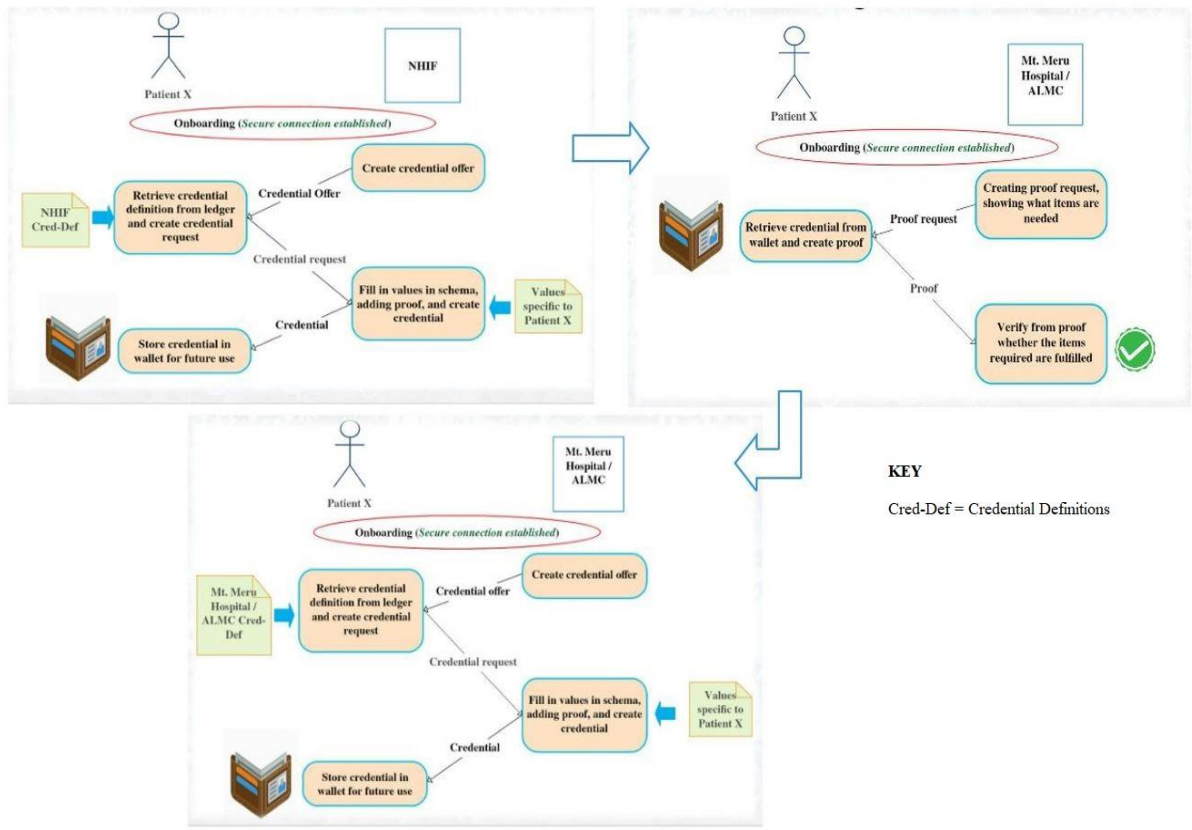 Patient X
NHIF
Onboarding (Secure connection established)
Create credential offer
Credential Offer
NHIF
Cred-Def
Retrieve credential
definition from ledger
and create credential
request
Credential request
Fill in values in schema,
adding proof, and create
credential
Values
specific to
Patient X
Credential
Store credential in
wallet for future use
Patient X
Mt. Meru
Hospital /
ALMC
Onboarding (Secure connection established)
Creating proof request,
showing what items are
needed
Proof request
Retrieve credential from
wallet and create proof
Proof
Verify from proof
whether the items
required are fulfilled
Patient X
Mt. Meru
Hospital /
ALMC
Onboarding (Secure connection established)
Create credential offer
Credential offer
Mt. Meru
Hospital /
ALMC Cred-
Def
Retrieve credential
definition from ledger
and create credential
request
Credential request
Fill in values in schema,
adding proof, and create
credential
Values
specific to
Patient X
Credential
Store credential in
wallet for future use
KEY
Cred-Def = Credential Definitions